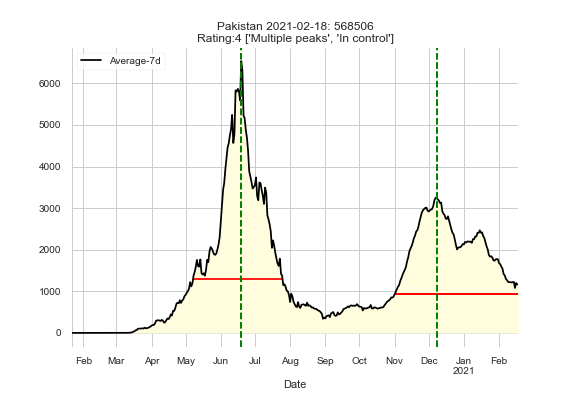 Pakistan 2021-02-18: 568506
Rating:4 ['Multiple peaks', 'In control']
Average-7d
6000
5000
4000
3000
2000
1000
0
Feb Mar Apr May Jun Jul Aug Sep Oct Nov Dec Jan Feb
2021
Date